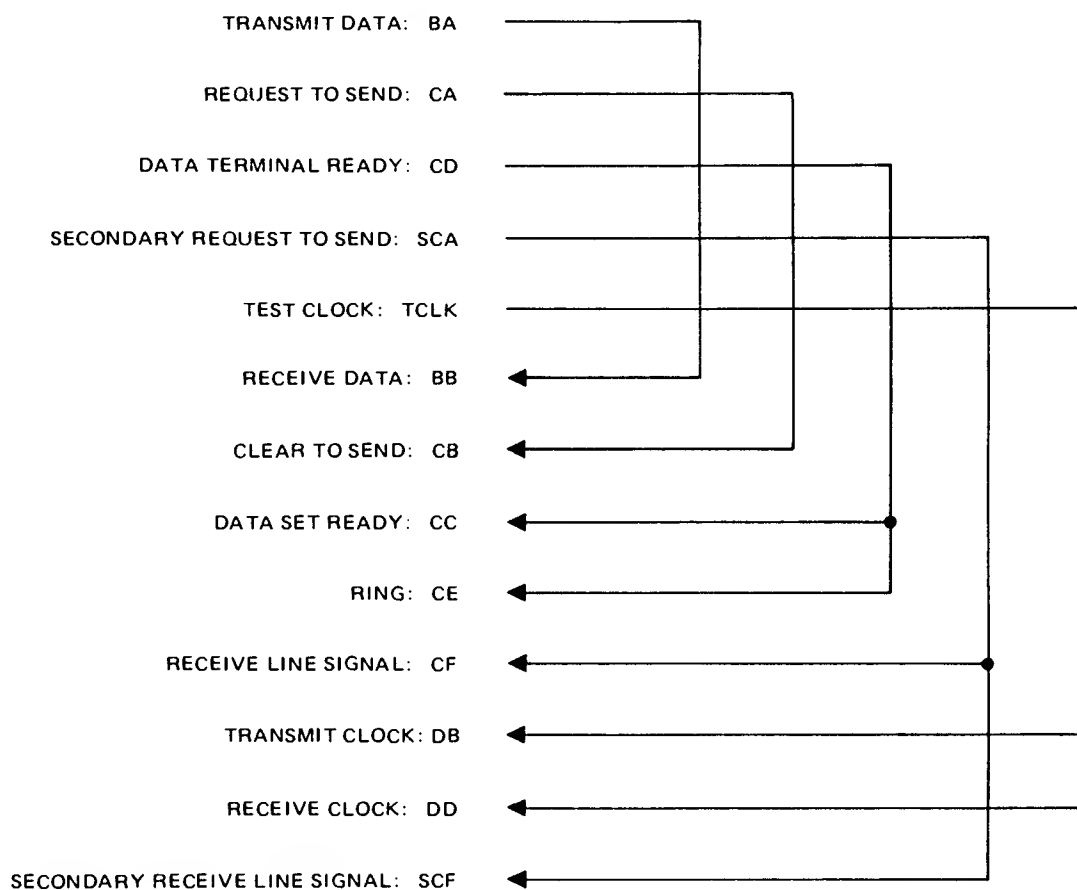 TRANSMIT DATA: BA
REQUEST TO SEND: CA
DATA TERMINAL READY: CD
SECONDARY REQUEST TO SEND: SCA
TEST CLOCK: TCLK
RECEIVE DATA: BB
CLEAR TO SEND: CB
DATA SET READY: CC
RING: CE
RECEIVE LINE SIGNAL: CF
TRANSMIT CLOCK: DB
RECEIVE CLOCK: DD
SECONDARY RECEIVE LINE SIGNAL: SCF